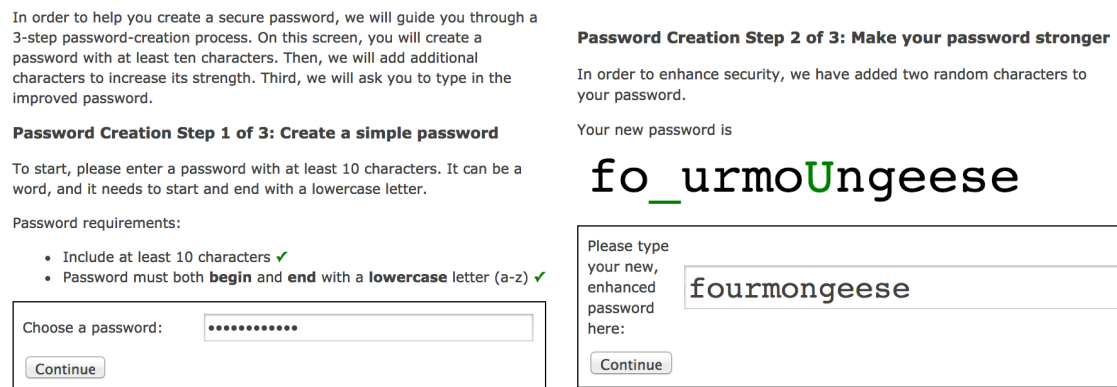 In order to help you create a secure password, we will guide you through a
3-step password-creation process. On this screen, you will create a
password with at least ten characters. Then, we will add additional
characters to increase its strength. Third, we will ask you to type in the
improved password.
Password Creation Step 1 of 3: Create a simple password
To start, please enter a password with at least 10 characters. It can be a
word, and it needs to start and end with a lowercase letter.
Password requirements:
• Include at least 10 characters ✓
• Password must both begin and end with a lowercase letter (a-z) ✓
Choose a password: ••••••••••••
Continue
Password Creation Step 2 of 3: Make your password stronger
In order to enhance security, we have added two random characters to
your password.
Your new password is
fo_urmoUngeese
Please type
your new,
enhanced
password
here:
fourmongeese
Continue